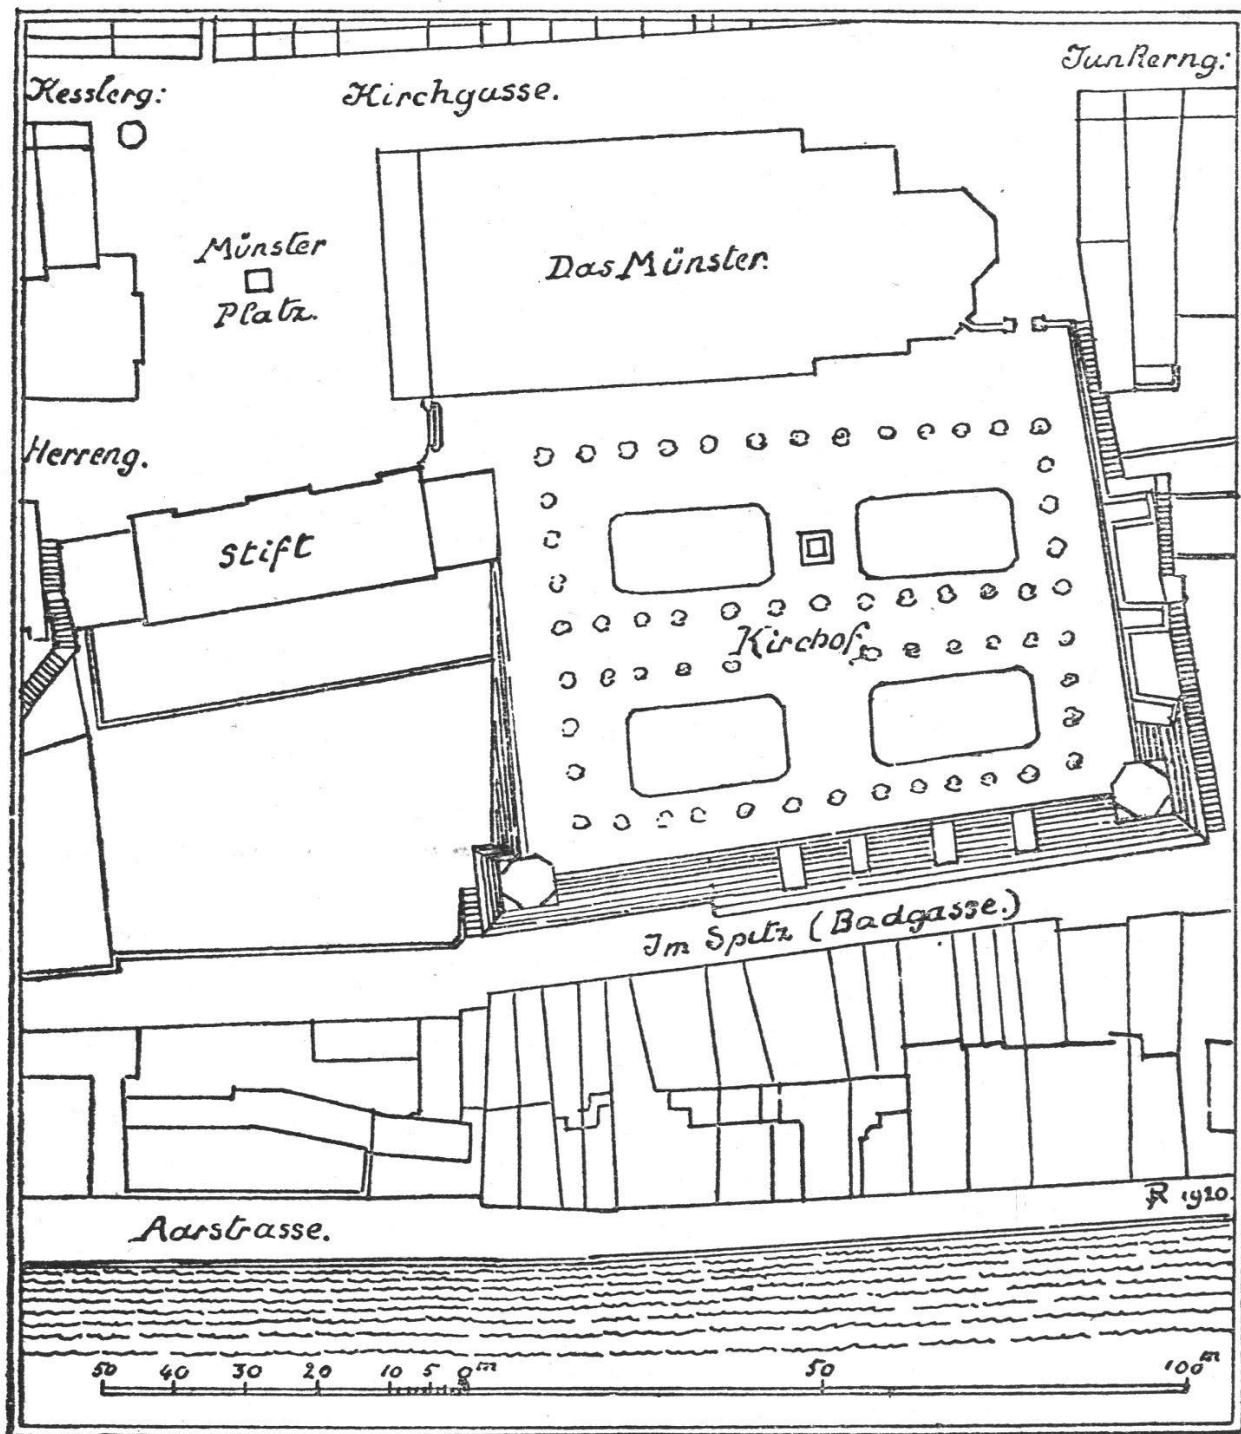 Kesslerg:
Kirchgasse.
Junkerng:
Münster
Platz.
Das Münster.
Herreng.
Stift
Kirchof.
Im Spitz (Badgasse.)
1920.
Aarstrasse.
50 40 30 20 10 5 0m 50 100m